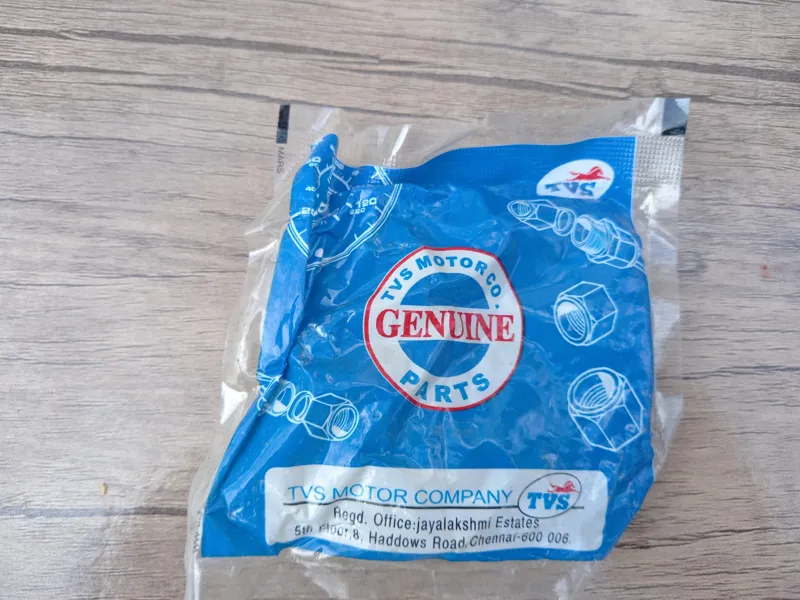 TVS
120
TVS MOTOR CO.
GENUINE
PARTS
TVS MOTOR COMPANY TVS
Regd. Office:jayalakshmi Estates
5th Floor,8, Haddows Road, Chennai-600 006.